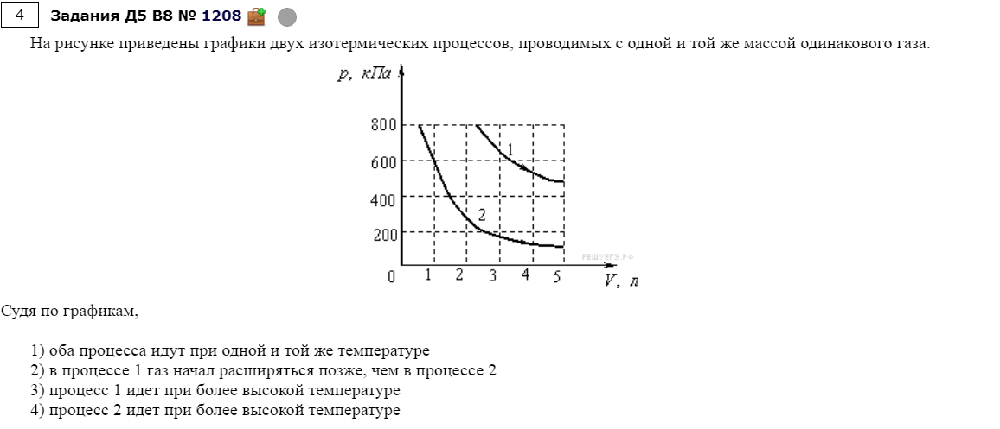 4 Задания Д5 B8 № 1208
На рисунке приведены графики двух изотермических процессов, проводимых с одной и той же массой одинакового газа.
p, кПа
800
600
400
200
0 1 2 3 4 5
V, л
1
2
РЕШУЕГЭ.РФ
Судя по графикам,
1) оба процесса идут при одной и той же температуре
2) в процессе 1 газ начал расширяться позже, чем в процессе 2
3) процесс 1 идет при более высокой температуре
4) процесс 2 идет при более высокой температуре